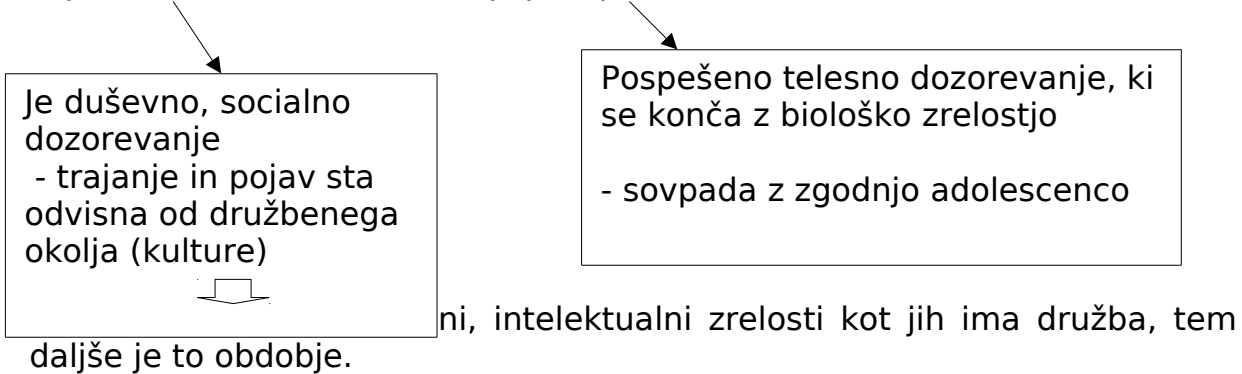 Je duševno, socialno
dozorevanje
- trajanje in pojav sta
odvisna od družbenega
okolja (kulture)
Pospešeno telesno dozorevanje, ki
se konča z biološko zrelostjo
- sovpada z zgodnjo adolescenco
intelektualni zrelosti kot jih ima družba, tem
daljše je to obdobje.